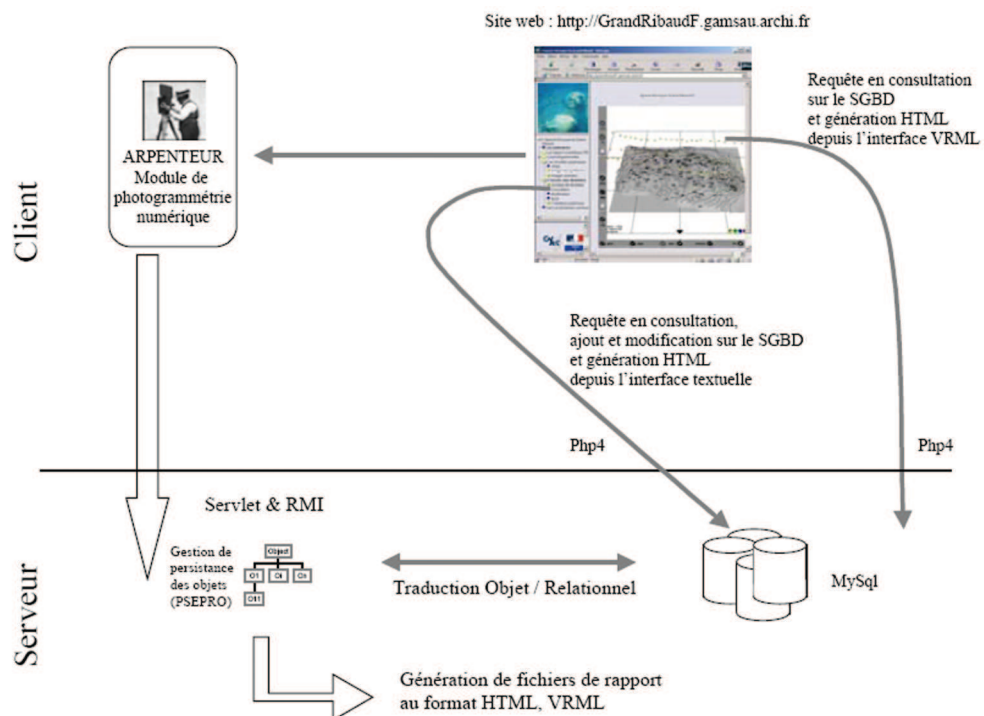 Site web : http://GrandRibaudF.gamsau.archi.fr
Requête en consultation
sur le SGBD
et génération HTML
depuis l'interface VRML
ARPENTEUR
Module de
photogrammétrie
numérique
Client
Requête en consultation,
ajout et modification sur le SGBD
et génération HTML
depuis l'interface textuelle
Php4
Php4
Servlet & RMI
Gestion de
persistance
des objets
(PSEPRO)
Object
O1
Oi
On
O11
Traduction Objet / Relationnel
MySql
Serveur
Génération de fichiers de rapport
au format HTML, VRML